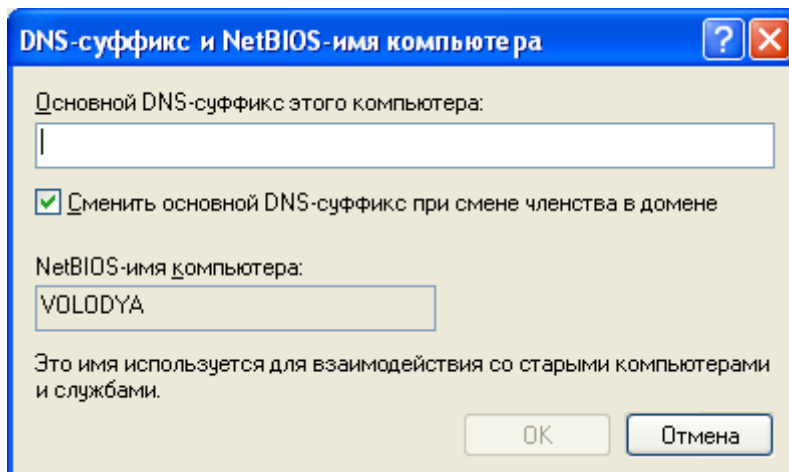 DNS-суффикс и NetBIOS-имя компьютера
Основной DNS-суффикс этого компьютера:
Сменить основной DNS-суффикс при смене членства в домене
NetBIOS-имя компьютера:
VOLODYA
Это имя используется для взаимодействия со старыми компьютерами
и службами.
OK Отмена